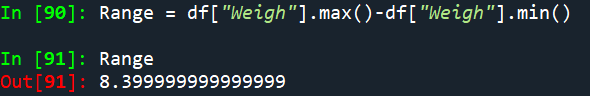 In [90]: Range = df["Weigh"].max()-df["Weigh"].min()
In [91]: Range
Out[91]: 8.399999999999999